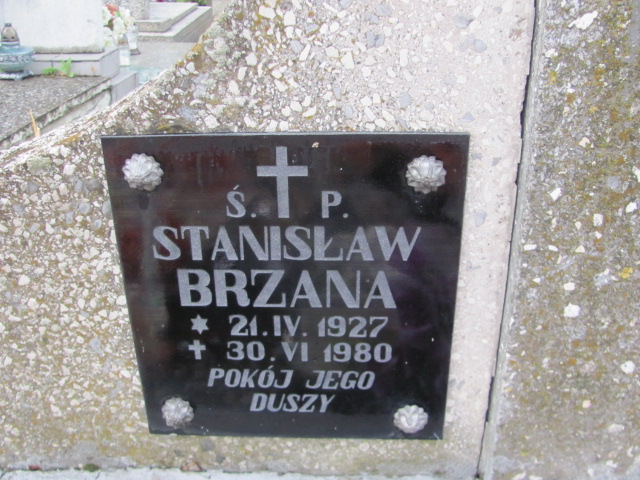 Ś. P.
STANISŁAW
BRZANA
21. IV. 1927
30. VI 1980
POKÓJ JEGO
DUSZY